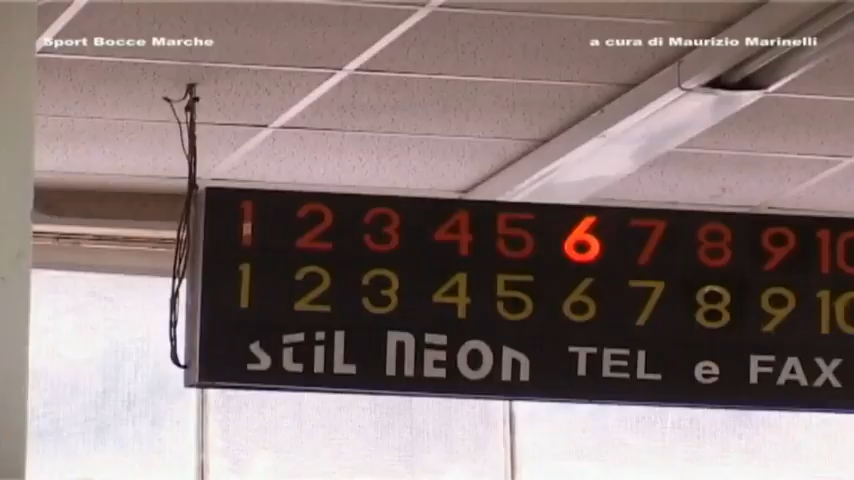 Sport Bocce Marche
a cura di Maurizio Marinelli
1 2 3 4 5 6 7 8 9 10
1 2 3 4 5 6 7 8 9 10
STiL NEOn TEL e FAX